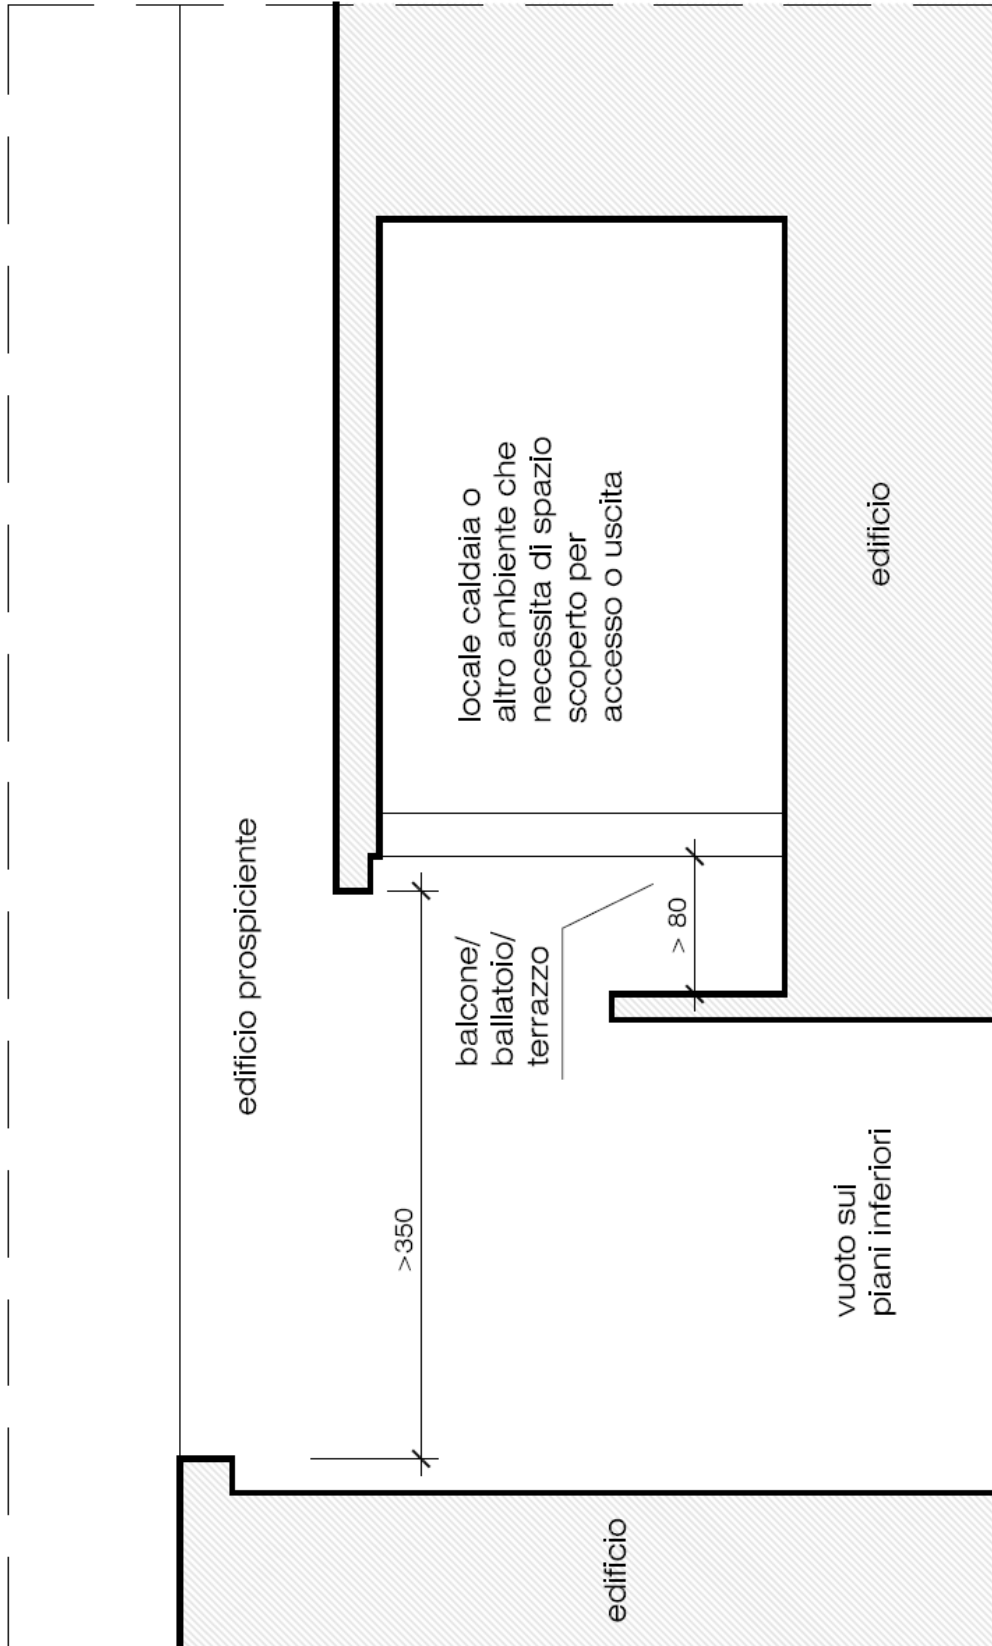 edificio prospiciente
locale caldaia o
altro ambiente che
necessita di spazio
scoperto per
accesso o uscita
balcone/
ballatoio/
terrazzo
>350
> 80
edificio
vuoto sui
piani inferiori
edificio